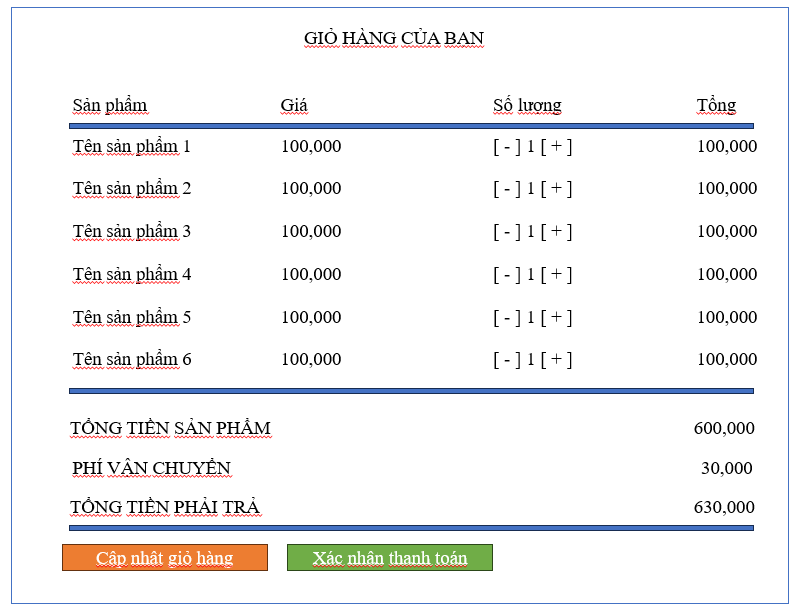 GIỎ HÀNG CỦA BẠN
Sản phẩm Giá Số lượng Tổng
Tên sản phẩm 1 100,000 [ - ] 1 [ + ] 100,000
Tên sản phẩm 2 100,000 [ - ] 1 [ + ] 100,000
Tên sản phẩm 3 100,000 [ - ] 1 [ + ] 100,000
Tên sản phẩm 4 100,000 [ - ] 1 [ + ] 100,000
Tên sản phẩm 5 100,000 [ - ] 1 [ + ] 100,000
Tên sản phẩm 6 100,000 [ - ] 1 [ + ] 100,000
TỔNG TIỀN SẢN PHẨM 600,000
PHÍ VẬN CHUYỂN 30,000
TỔNG TIỀN PHẢI TRẢ 630,000
Cập nhật giỏ hàng Xác nhân thanh toán